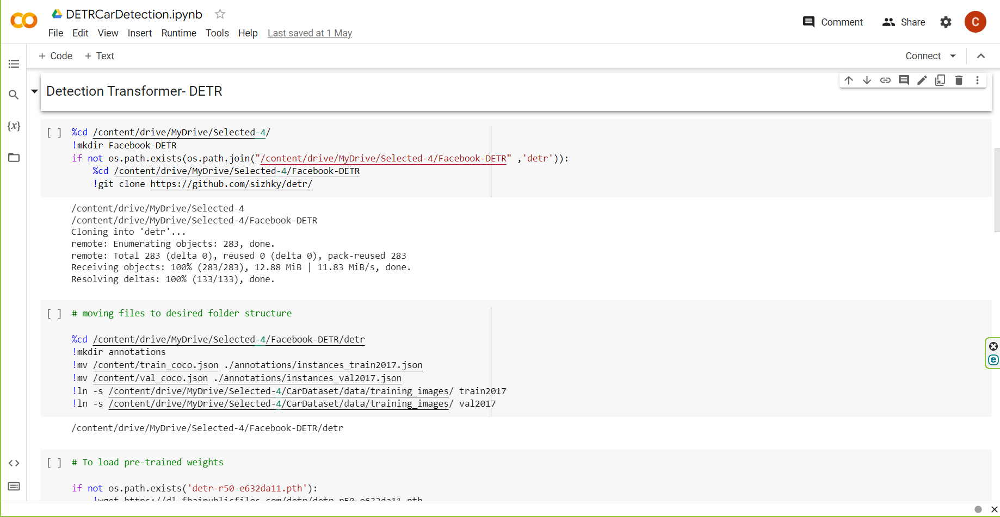 DETRCarDetection.ipynb
File Edit View Insert Runtime Tools Help Last saved at 1 May
Comment Share C
+ Code + Text Connect
Detection Transformer- DETR
{x}
[ ] %cd /content/drive/MyDrive/Selected-4/
!mkdir Facebook-DETR
if not os.path.exists(os.path.join("/content/drive/MyDrive/Selected-4/Facebook-DETR" ,'detr')):
%cd /content/drive/MyDrive/Selected-4/Facebook-DETR
!git clone https://github.com/sizhky/detr/
/content/drive/MyDrive/Selected-4
/content/drive/MyDrive/Selected-4/Facebook-DETR
Cloning into 'detr'...
remote: Enumerating objects: 283, done.
remote: Total 283 (delta 0), reused 0 (delta 0), pack-reused 283
Receiving objects: 100% (283/283), 12.88 MiB | 11.83 MiB/s, done.
Resolving deltas: 100% (133/133), done.
[ ] # moving files to desired folder structure
%cd /content/drive/MyDrive/Selected-4/Facebook-DETR/detr
!mkdir annotations
!mv /content/train_coco.json ./annotations/instances_train2017.json
!mv /content/val_coco.json ./annotations/instances_val2017.json
!ln -s /content/drive/MyDrive/Selected-4/CarDataset/data/training_images/ train2017
!ln -s /content/drive/MyDrive/Selected-4/CarDataset/data/training_images/ val2017
/content/drive/MyDrive/Selected-4/Facebook-DETR/detr
[ ] # To load pre-trained weights
if not os.path.exists('detr-r50-e632da11.pth'):
!wget https://dl.fbaipublicfiles.com/detr/detr-r50-e632da11.pth